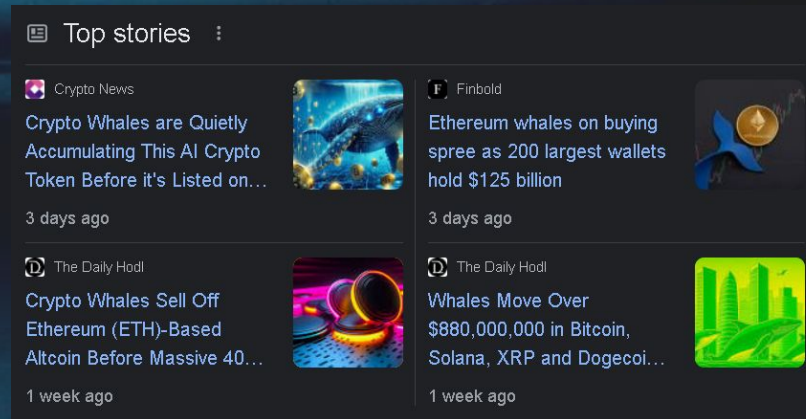 Top stories
Crypto News
Crypto Whales are Quietly
Accumulating This AI Crypto
Token Before it's Listed on...
3 days ago
F Finbold
Ethereum whales on buying
spree as 200 largest wallets
hold $125 billion
3 days ago
D The Daily Hodl
Crypto Whales Sell Off
Ethereum (ETH)-Based
Altcoin Before Massive 40...
1 week ago
D The Daily Hodl
Whales Move Over
$880,000,000 in Bitcoin,
Solana, XRP and Dogecoi...
1 week ago